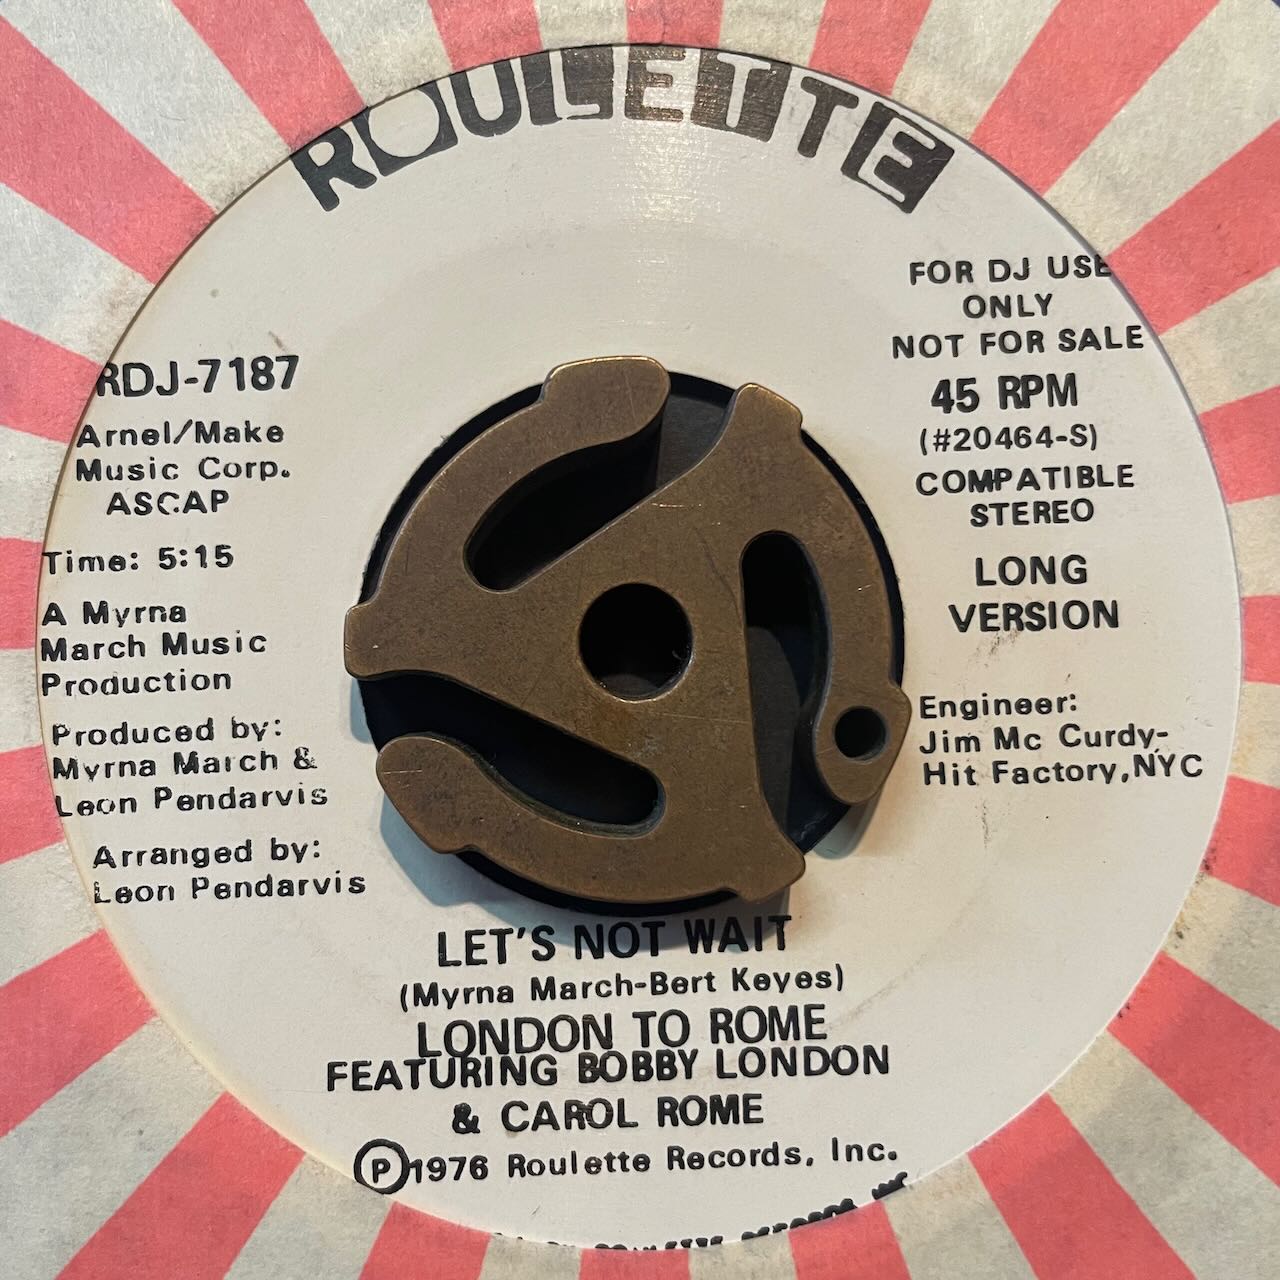 ROULETTE
FOR DJ USE
ONLY
NOT FOR SALE
45 RPM
(#20464-S)
COMPATIBLE
STEREO
LONG
VERSION
Engineer:
Jim Mc Curdy-
Hit Factory, NYC
RDJ-7187
Arnel/Make
Music Corp.
ASCAP
Time: 5:15
A Myrna
March Music
Production
Produced by:
Myrna March &
Leon Pendarvis
Arranged by:
Leon Pendarvis
LET'S NOT WAIT
(Myrna March-Bert Keyes)
LONDON TO ROME
FEATURING BOBBY LONDON
& CAROL ROME
Ⓟ1976 Roulette Records, Inc.